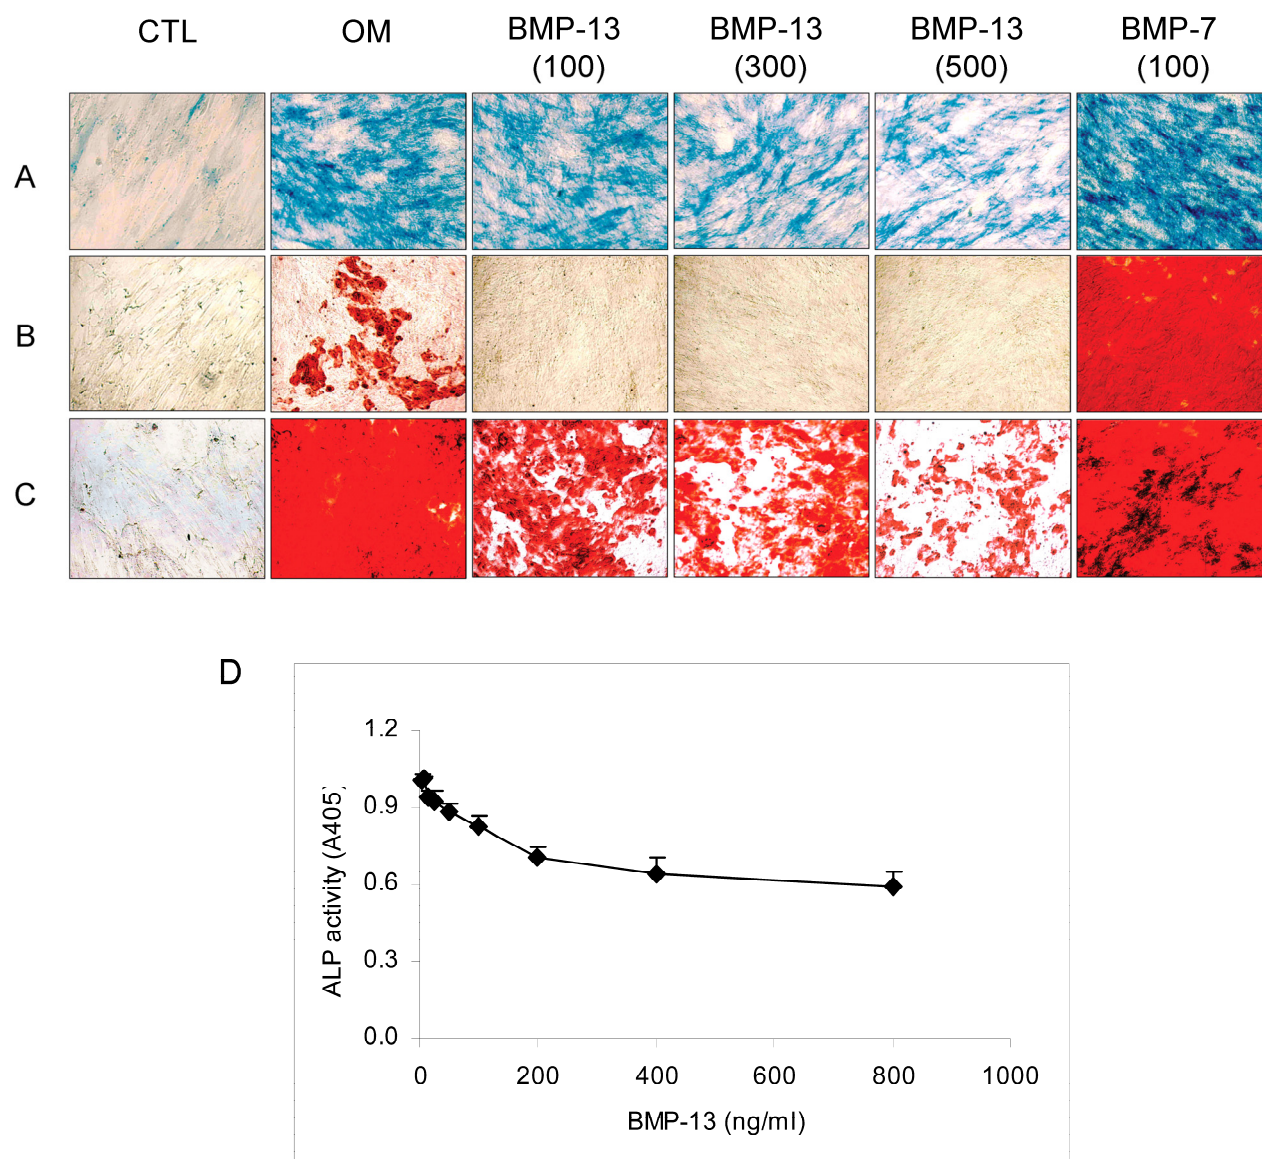 CTL OM BMP-13 BMP-13 BMP-13 BMP-7
(100) (300) (500) (100)
A
B
C
D
1.2
0.9
0.6
0.3
0.0
ALP activity (A405)
0 200 400 600 800 1000
BMP-13 (ng/ml)